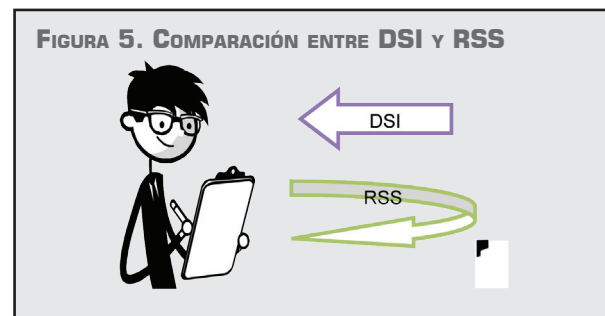 FIGURA 5. COMPARACIÓN ENTRE DSI Y RSS
DSI
RSS